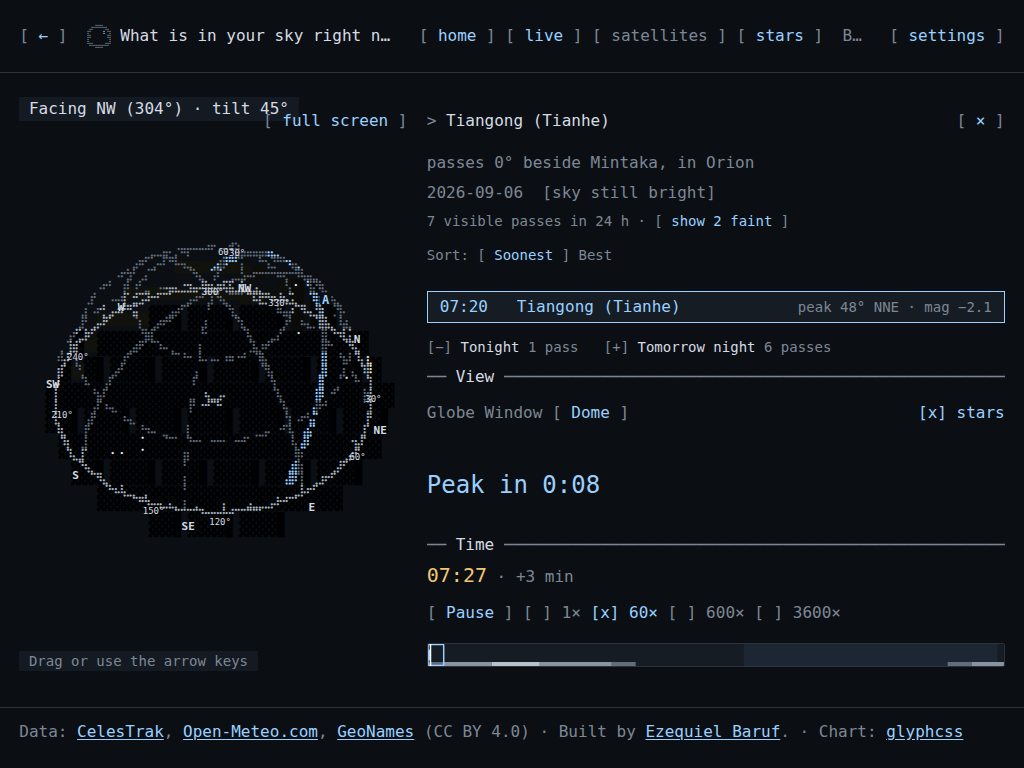 [ ← ] What is in your sky right n… [ home ] [ live ] [ satellites ] [ stars ] B… [ settings ]
Facing NW (304°) · tilt 45°
[ full screen ]
> Tiangong (Tianhe) [ × ]
passes 0° beside Mintaka, in Orion
2026-09-06 [sky still bright]
7 visible passes in 24 h · [ show 2 faint ]
Sort: [ Soonest ] Best
07:20 Tiangong (Tianhe) peak 48° NNE · mag −2.1
[−] Tonight 1 pass [+] Tomorrow night 6 passes
View
Globe Window [ Dome ] [x] stars
Peak in 0:08
Time
07:27 · +3 min
[ Pause ] [ ] 1× [x] 60× [ ] 600× [ ] 3600×
60°
30°
NW
300°
330°
A
W
N
240°
SW
30°
210°
NE
60°
S
150°
E
120°
SE
Drag or use the arrow keys
Data: CelesTrak, Open-Meteo.com, GeoNames (CC BY 4.0) · Built by Ezequiel Baruf. · Chart: glyphcss